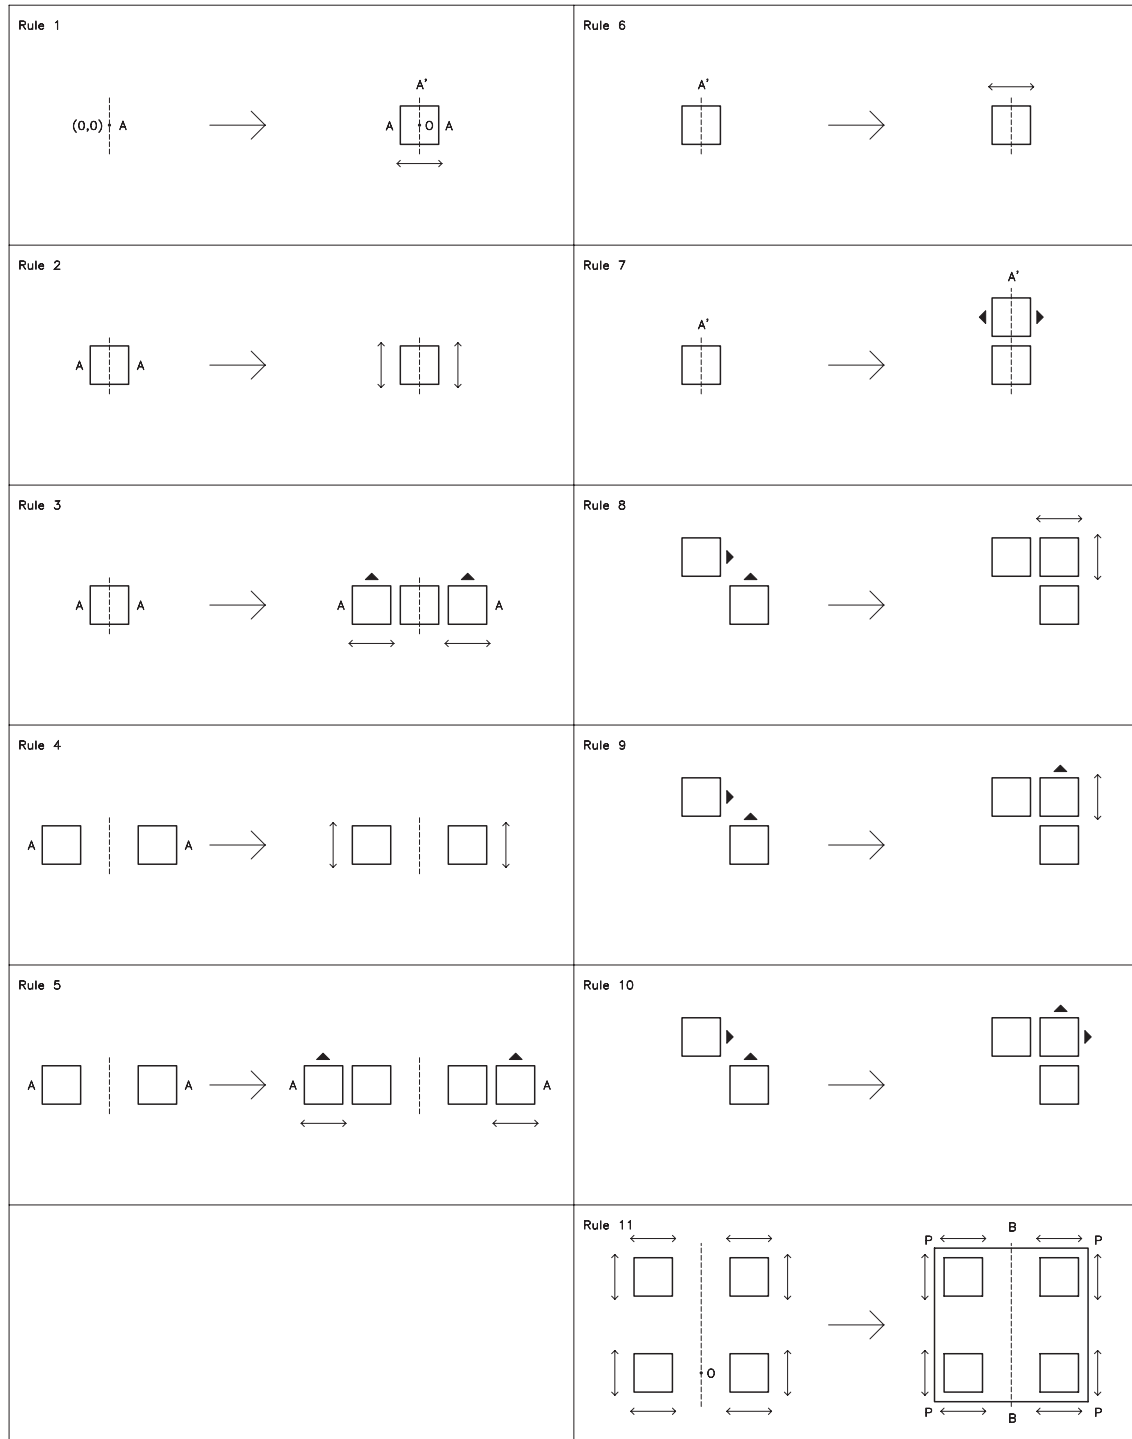 Rule 1
A'
(0,0) A
A O A
Rule 2
A A
Rule 3
A A
A A
Rule 4
A A
Rule 5
A A
A A
Rule 6
A'
Rule 7
A'
A'
Rule 8
Rule 9
Rule 10
Rule 11
B
P P
O
P P
B